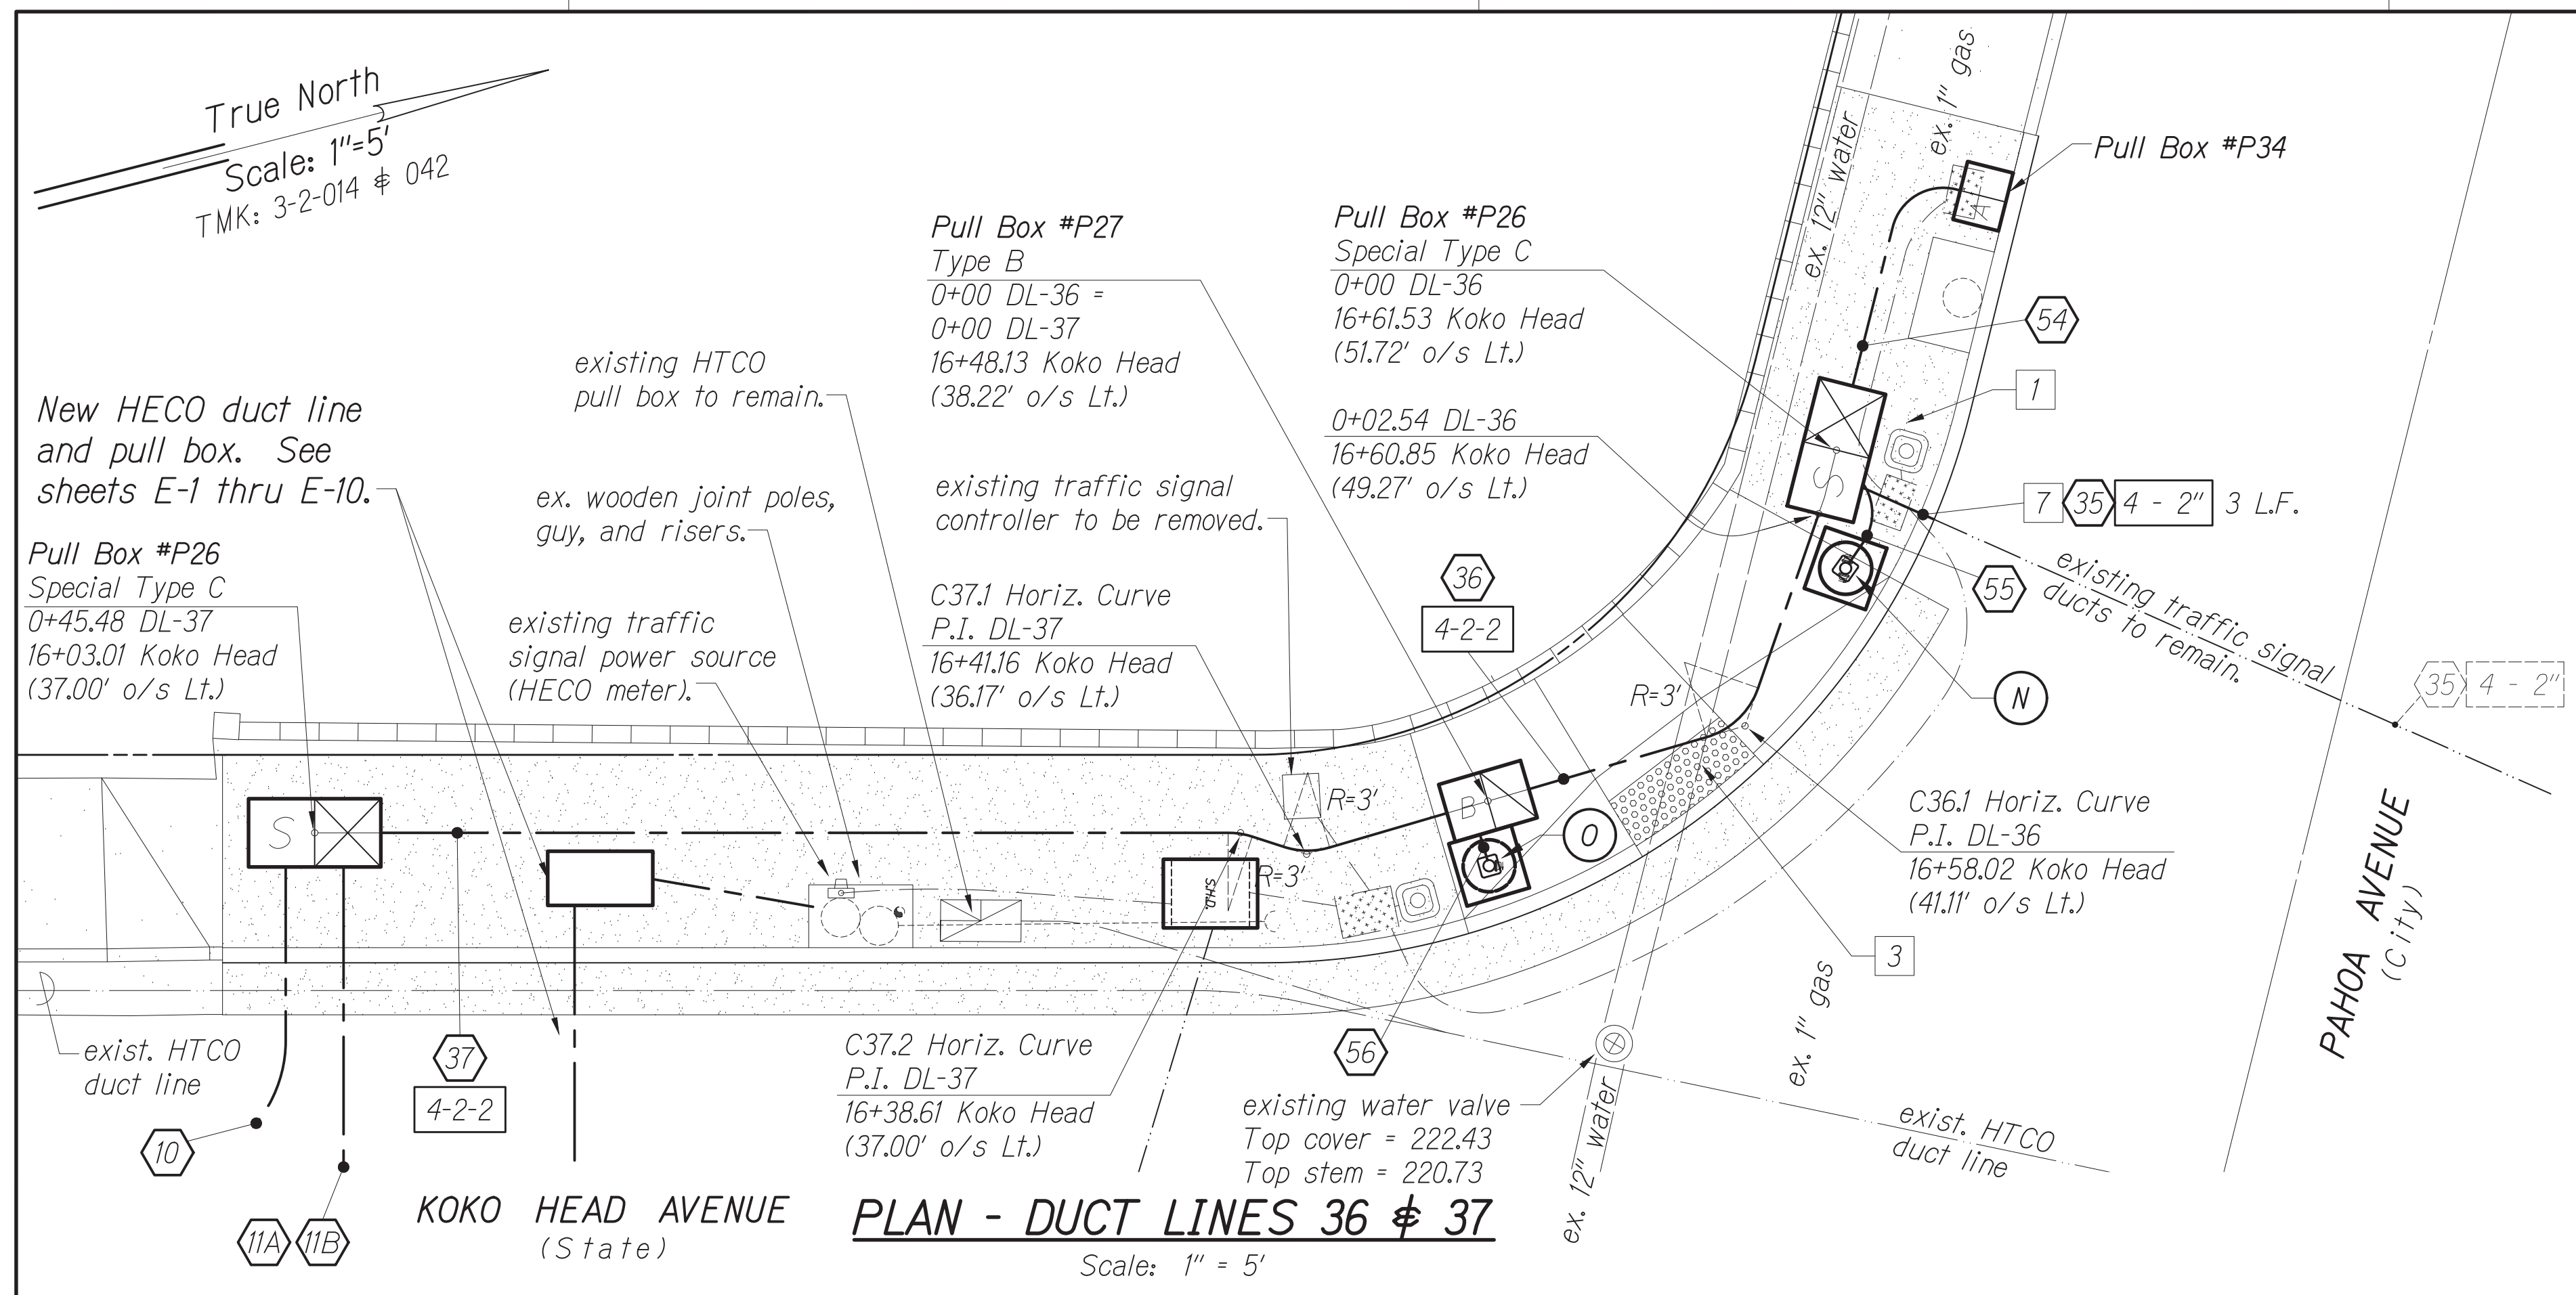 True North
Scale: 1"=5'
TMK: 3-2-014 & 042
New HECO duct line
and pull box. See
sheets E-1 thru E-10.
Pull Box #P26
Special Type C
0+45.48 DL-37
16+03.01 Koko Head
(37.00' o/s Lt.)
existing HTCO
pull box to remain.
ex. wooden joint poles,
guy, and risers.
existing traffic
signal power source
(HECO meter).
Pull Box #P27
Type B
0+00 DL-36 =
0+00 DL-37
16+48.13 Koko Head
(38.22' o/s Lt.)
existing traffic signal
controller to be removed.
C37.1 Horiz. Curve
P.I. DL-37
16+41.16 Koko Head
(36.17' o/s Lt.)
Pull Box #P26
Special Type C
0+00 DL-36
16+61.53 Koko Head
(51.72' o/s Lt.)
0+02.54 DL-36
16+60.85 Koko Head
(49.27' o/s Lt.)
36
4-2-2
ex. 12" water
ex. 1" gas
A
Pull Box #P34
54
1
S
7 35 4 - 2" 3 L.F.
existing traffic signal
ducts to remain.
55
N
35 4 - 2"
R=3'
R=3'
R=3'
B
O
S
S.H.D.
C36.1 Horiz. Curve
P.I. DL-36
16+58.02 Koko Head
(41.11' o/s Lt.)
3
PAHOA AVENUE
(City)
exist. HTCO
duct line
37
4-2-2
10
11A 11B
C37.2 Horiz. Curve
P.I. DL-37
16+38.61 Koko Head
(37.00' o/s Lt.)
56
existing water valve
Top cover = 222.43
Top stem = 220.73
ex. 12" water
ex. 1" gas
exist. HTCO
duct line
KOKO HEAD AVENUE
(State)
PLAN - DUCT LINES 36 & 37
Scale: 1" = 5'